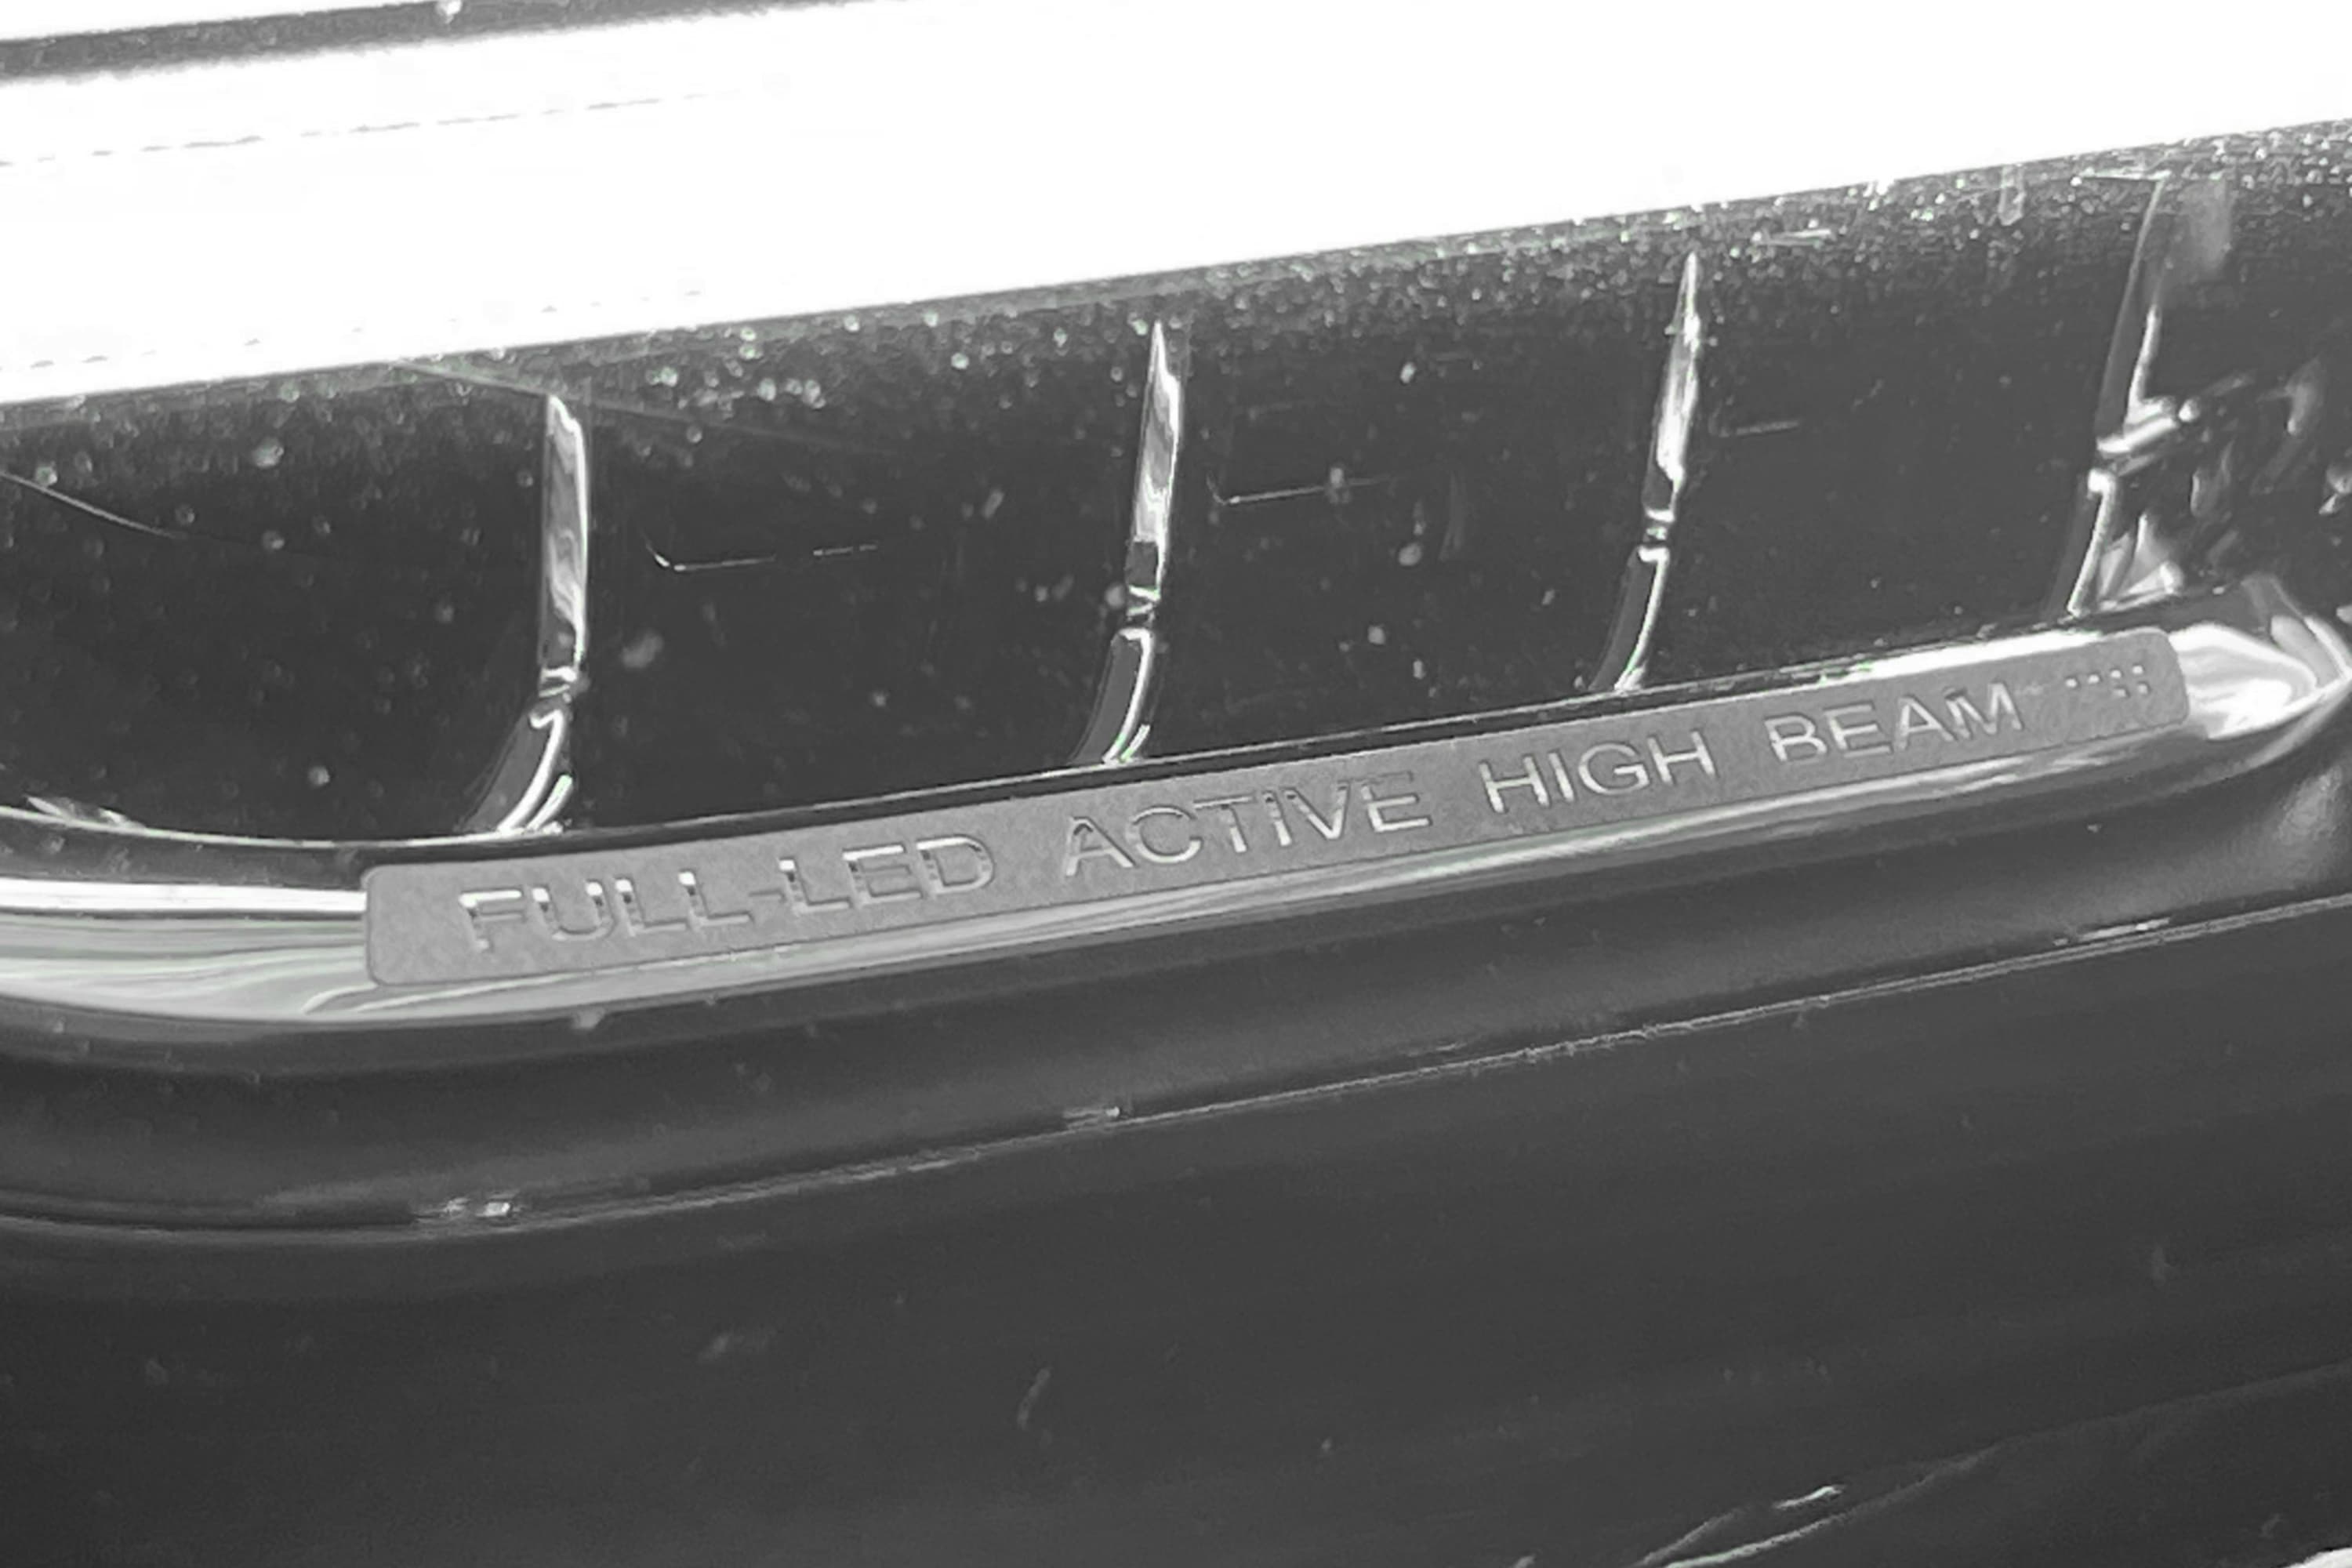 FULL-LED ACTIVE HIGH BEAM